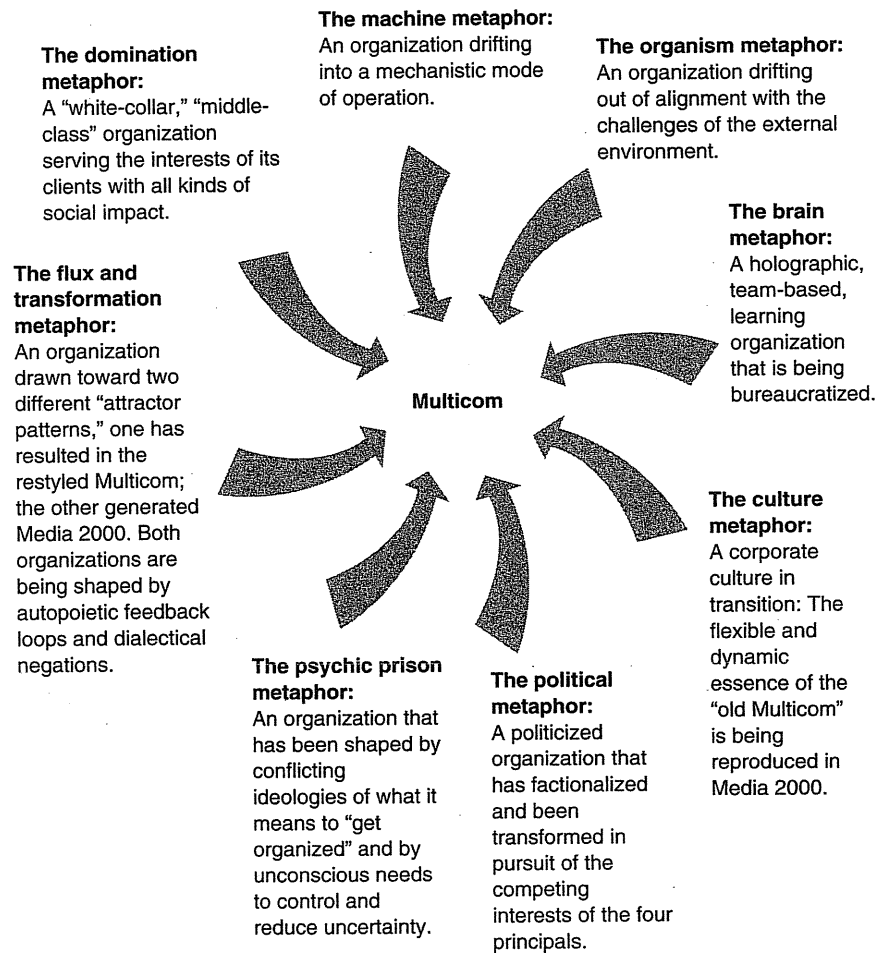 The machine metaphor:
An organization drifting
into a mechanistic mode
of operation.
The organism metaphor:
An organization drifting
out of alignment with the
challenges of the external
environment.
The brain
metaphor:
A holographic,
team-based,
learning
organization
that is being
bureaucratized.
The culture
metaphor:
A corporate
culture in
transition: The
flexible and
dynamic
essence of the
“old Multicom”
is being
reproduced in
Media 2000.
The political
metaphor:
A politicized
organization that
has factionalized
and been
transformed in
pursuit of the
competing
interests of the four
principals.
The psychic prison
metaphor:
An organization that
has been shaped by
conflicting
ideologies of what it
means to “get
organized” and by
unconscious needs
to control and
reduce uncertainty.
The flux and
transformation
metaphor:
An organization
drawn toward two
different “attractor
patterns,” one has
resulted in the
restyled Multicom;
the other generated
Media 2000. Both
organizations are
being shaped by
autopoietic feedback
loops and dialectical
negations.
The domination
metaphor:
A “white-collar,” “middle-
class” organization
serving the interests of its
clients with all kinds of
social impact.
Multicom